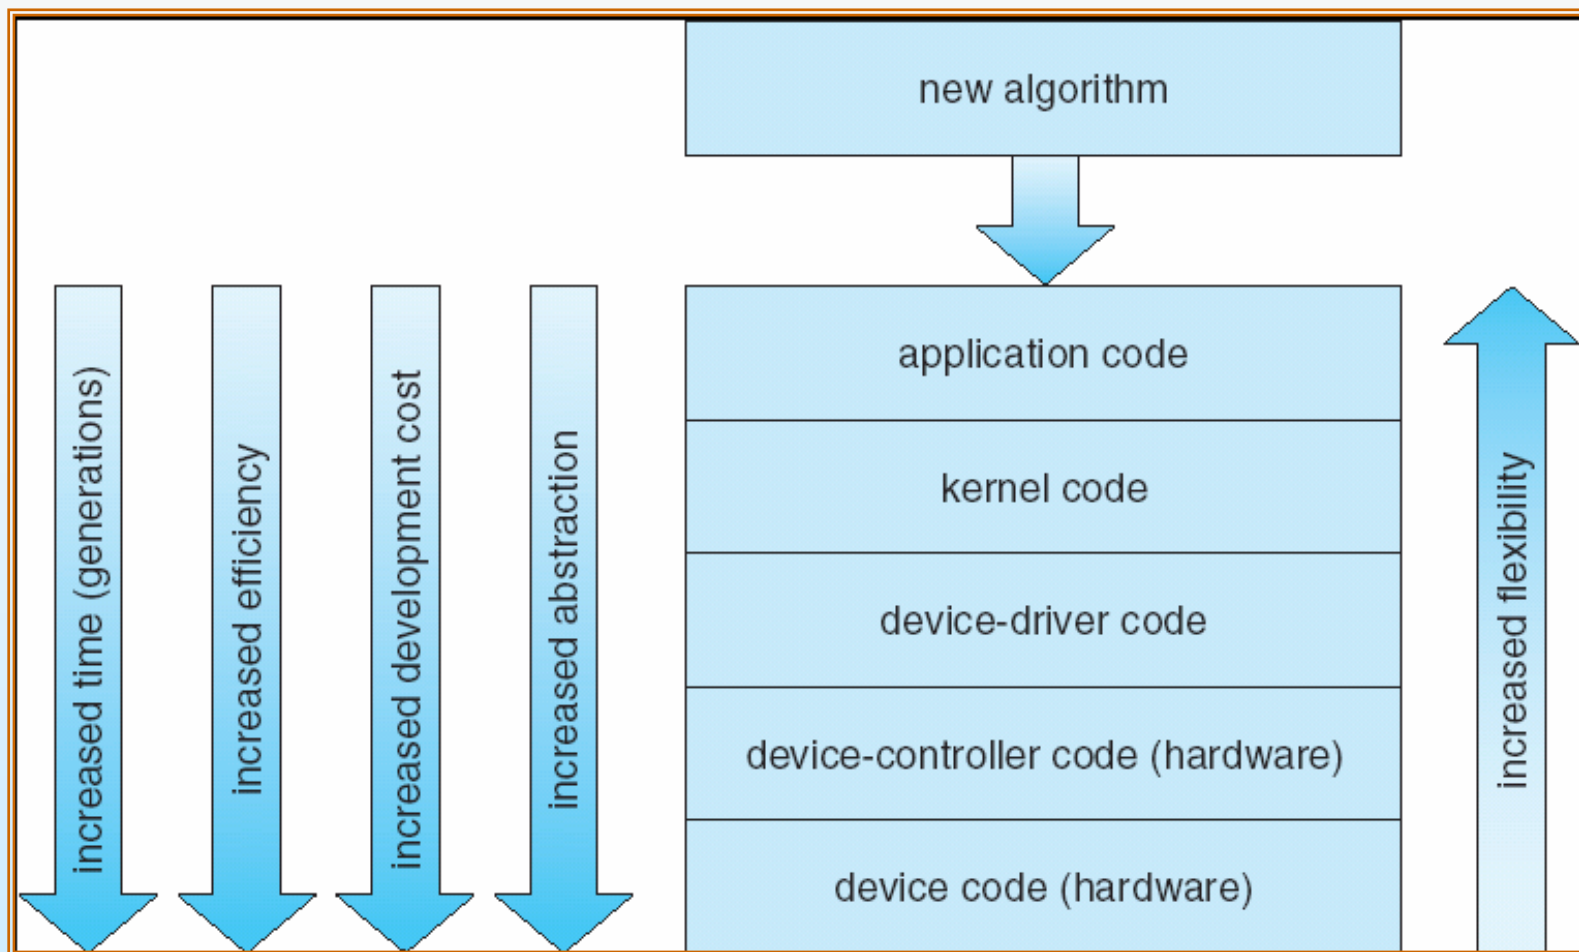 new algorithm
application code
kernel code
device-driver code
device-controller code (hardware)
device code (hardware)
increased time (generations)
increased efficiency
increased development cost
increased abstraction
increased flexibility